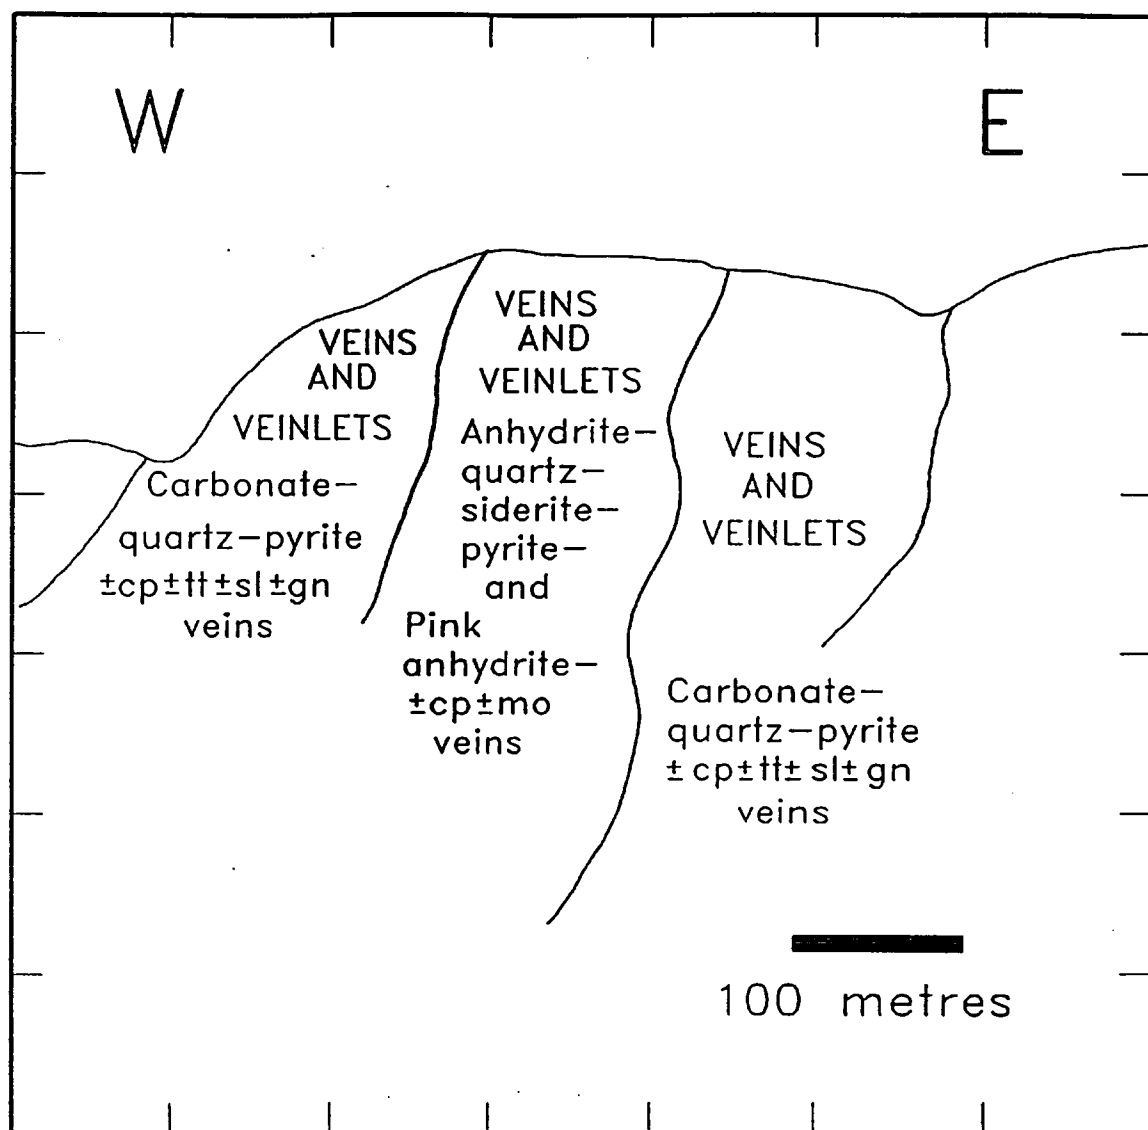 W
E
VEINS
AND
VEINLETS
Carbonate–
quartz–pyrite
±cp±tt±sl±gn
veins
VEINS
AND
VEINLETS
Anhydrite–
quartz–
siderite–
pyrite–
and
Pink
anhydrite–
±cp±mo
veins
VEINS
AND
VEINLETS
Carbonate–
quartz–pyrite
±cp±tt±sl±gn
veins
100 metres